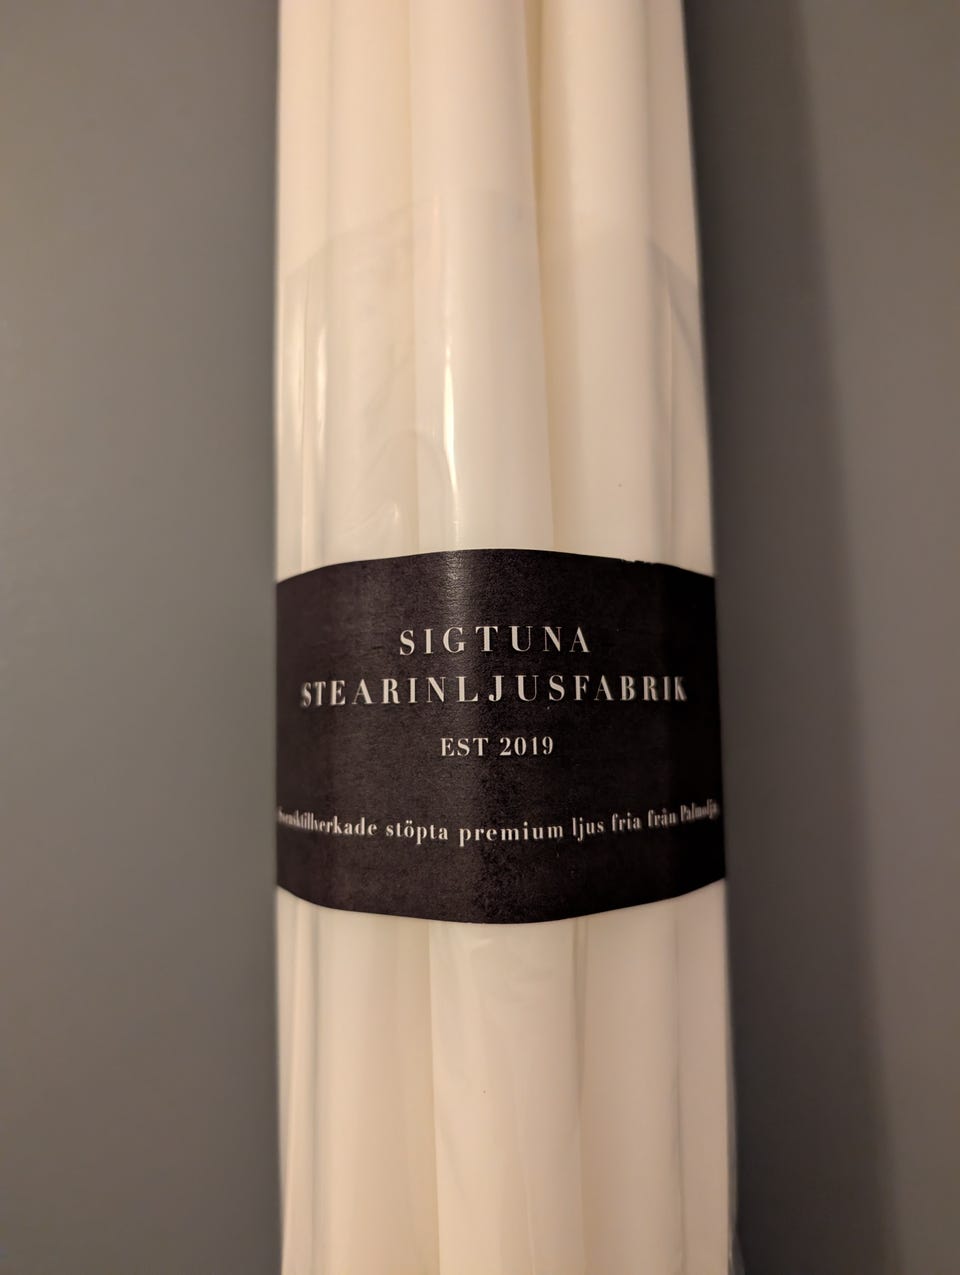 SIGTUNA
STEARINLJUSFABRIK
EST 2019
Svensktillverkade stöpta premium ljus fria från Palmolja